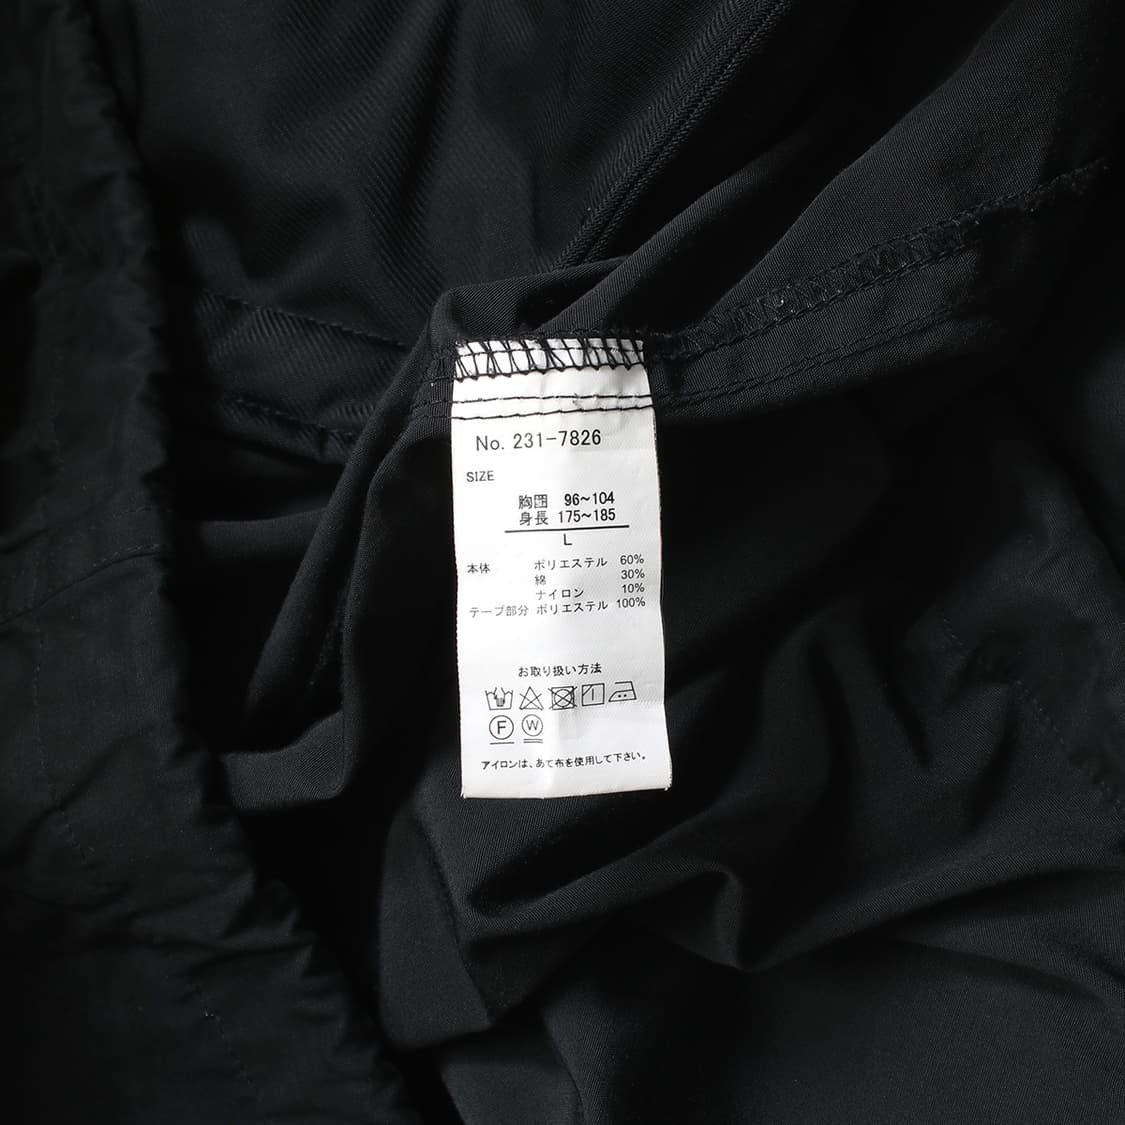 No. 231-7826
SIZE
胸囲 96~104
身長 175~185
L
本体 ポリエステル 60%
綿 30%
ナイロン 10%
テープ部分 ポリエステル 100%
お取り扱い方法
F W
アイロンは、あて布を使用して下さい。